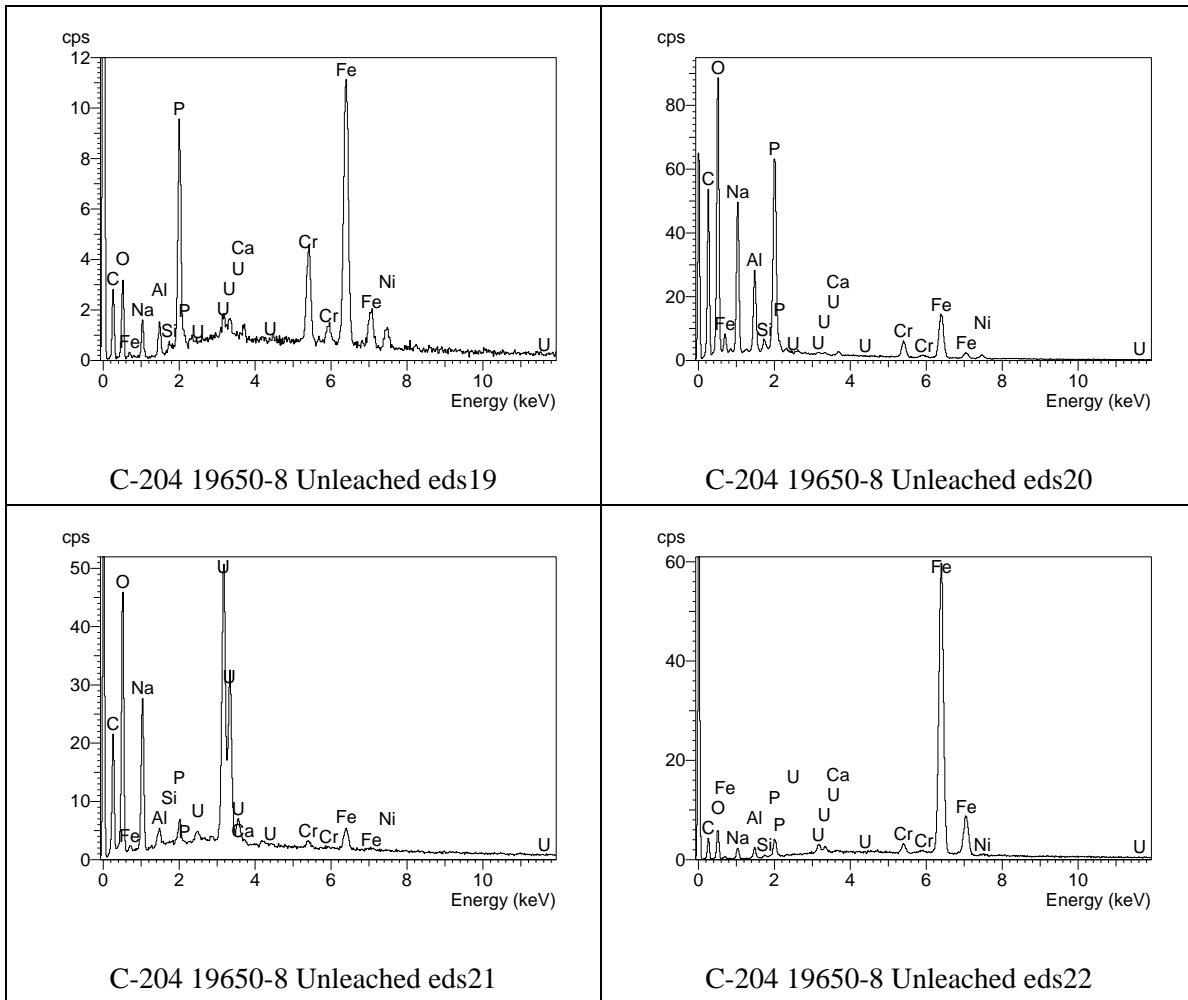 cps
12
10
8
6
4
2
0
0 2 4 6 8 10
Energy (keV)
C
O
Fe
Na
Al
Si
P
P
U
U
U
U
Ca
U
Cr
Cr
Fe
Fe
Ni
U
C-204 19650-8 Unleached eds19
cps
80
60
40
20
0
0 2 4 6 8 10
Energy (keV)
C
O
Fe
Na
Al
Si
P
P
U
U
U
U
Ca
U
Cr
Cr
Fe
Fe
Ni
U
C-204 19650-8 Unleached eds20
cps
50
40
30
20
10
0
0 2 4 6 8 10
Energy (keV)
C
O
Fe
Na
Al
Si
P
P
U
U
U
U
Ca
U
Cr
Cr
Fe
Fe
Ni
U
C-204 19650-8 Unleached eds21
cps
60
40
20
0
0 2 4 6 8 10
Energy (keV)
C
O
Fe
Na
Al
Si
P
P
U
U
U
U
Ca
U
Cr
Cr
Fe
Fe
Ni
U
C-204 19650-8 Unleached eds22